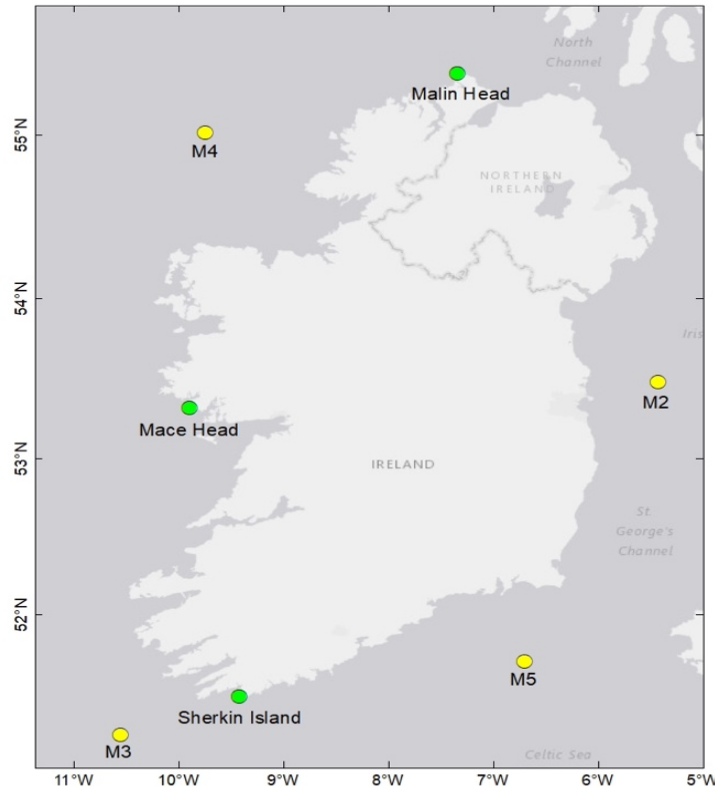 North
Channel
Malin Head
55°N
M4
NORTHERN
IRELAND
54°N
Iris
M2
Mace Head
53°N
IRELAND
St.
George's
Channel
52°N
M5
Sherkin Island
M3
Celtic Sea
11°W
10°W
9°W
8°W
7°W
6°W
5°W